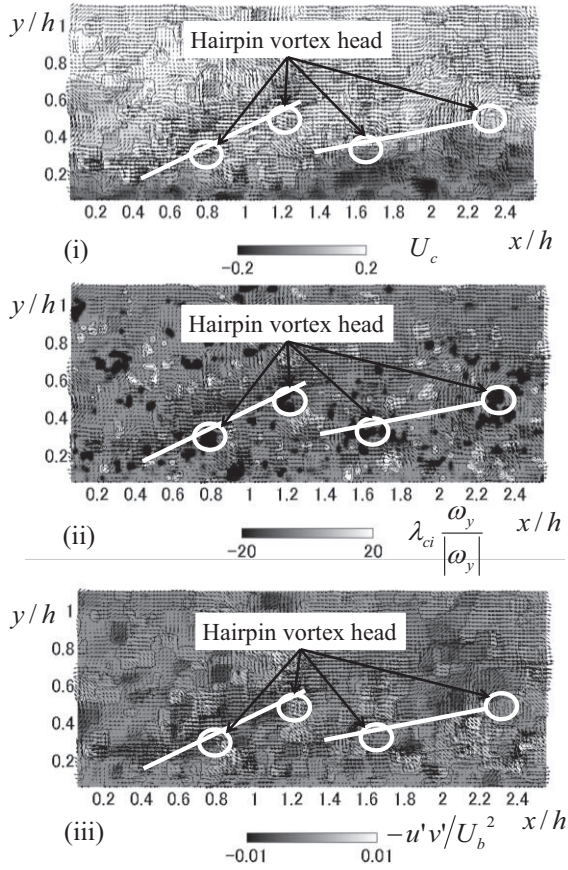 y/h 1
Hairpin vortex head
0.8
0.6
0.4
0.2
0.2 0.4 0.6 0.8 1 1.2 1.4 1.6 1.8 2 2.2 2.4
(i)
U_c x/h
-0.2 0.2
y/h 1
Hairpin vortex head
0.8
0.6
0.4
0.2
0.2 0.4 0.6 0.8 1 1.2 1.4 1.6 1.8 2 2.2 2.4
(ii)
λ_ci ω_y/|ω_y| x/h
-20 20
y/h 1
Hairpin vortex head
0.8
0.6
0.4
0.2
0.2 0.4 0.6 0.8 1 1.2 1.4 1.6 1.8 2 2.2 2.4
(iii)
-u'v'/U_b^2 x/h
-0.01 0.01